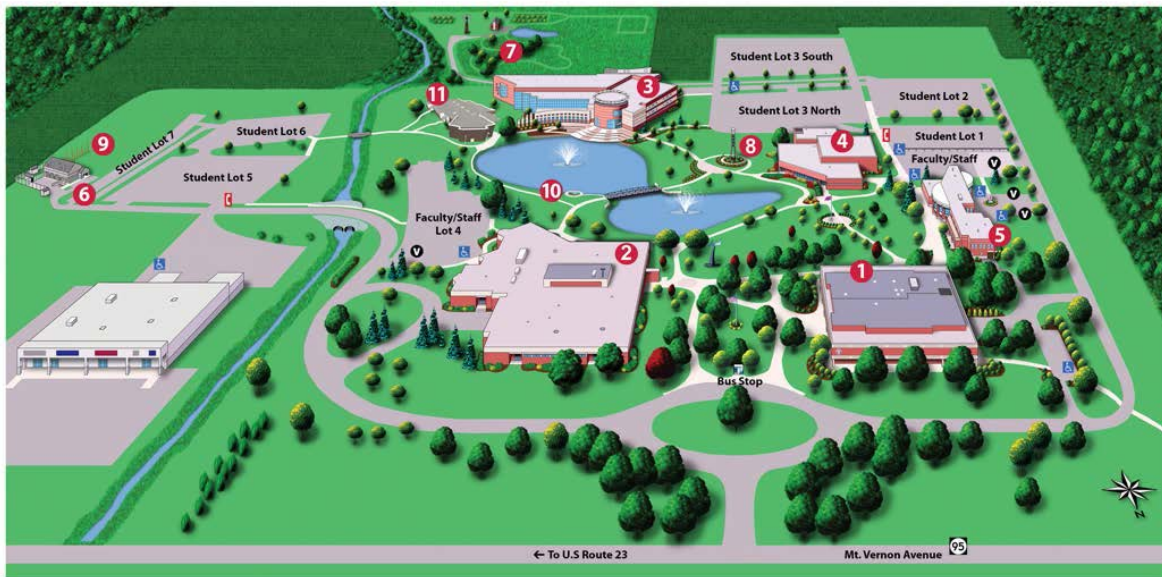 7
Student Lot 3 South
3
11
Student Lot 3 North
Student Lot 2
Student Lot 6
Student Lot 7
9
8
4
Student Lot 1
Faculty/Staff
V
6
Student Lot 5
10
Faculty/Staff
Lot 4
V
V
5
V
2
1
Bus Stop
← To U.S Route 23
Mt. Vernon Avenue
95